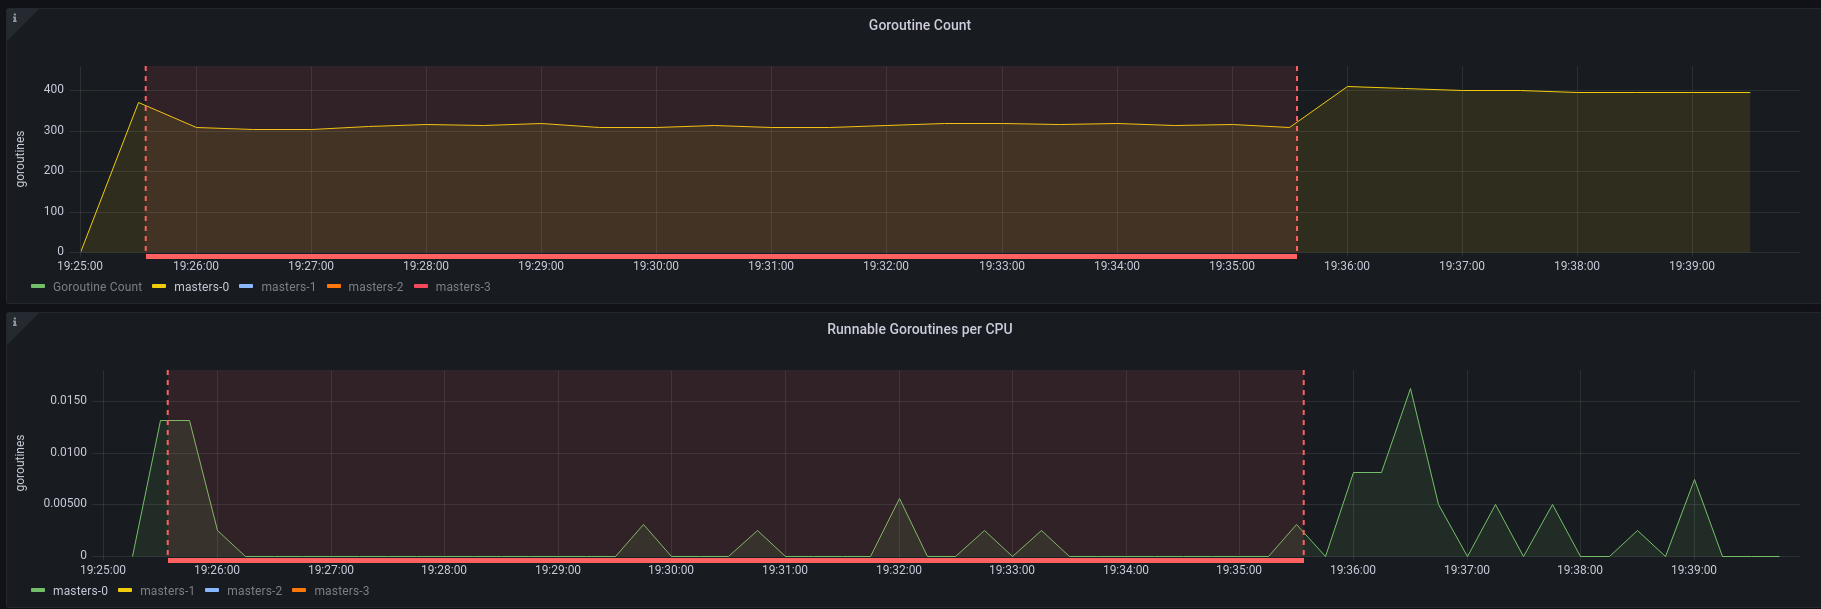 i
Goroutine Count
400
300
200
100
0
goroutines
19:25:00 19:26:00 19:27:00 19:28:00 19:29:00 19:30:00 19:31:00 19:32:00 19:33:00 19:34:00 19:35:00 19:36:00 19:37:00 19:38:00 19:39:00
Goroutine Count masters-0 masters-1 masters-2 masters-3
i
Runnable Goroutines per CPU
0.0150
0.0100
0.00500
0
goroutines
19:25:00 19:26:00 19:27:00 19:28:00 19:29:00 19:30:00 19:31:00 19:32:00 19:33:00 19:34:00 19:35:00 19:36:00 19:37:00 19:38:00 19:39:00
masters-0 masters-1 masters-2 masters-3